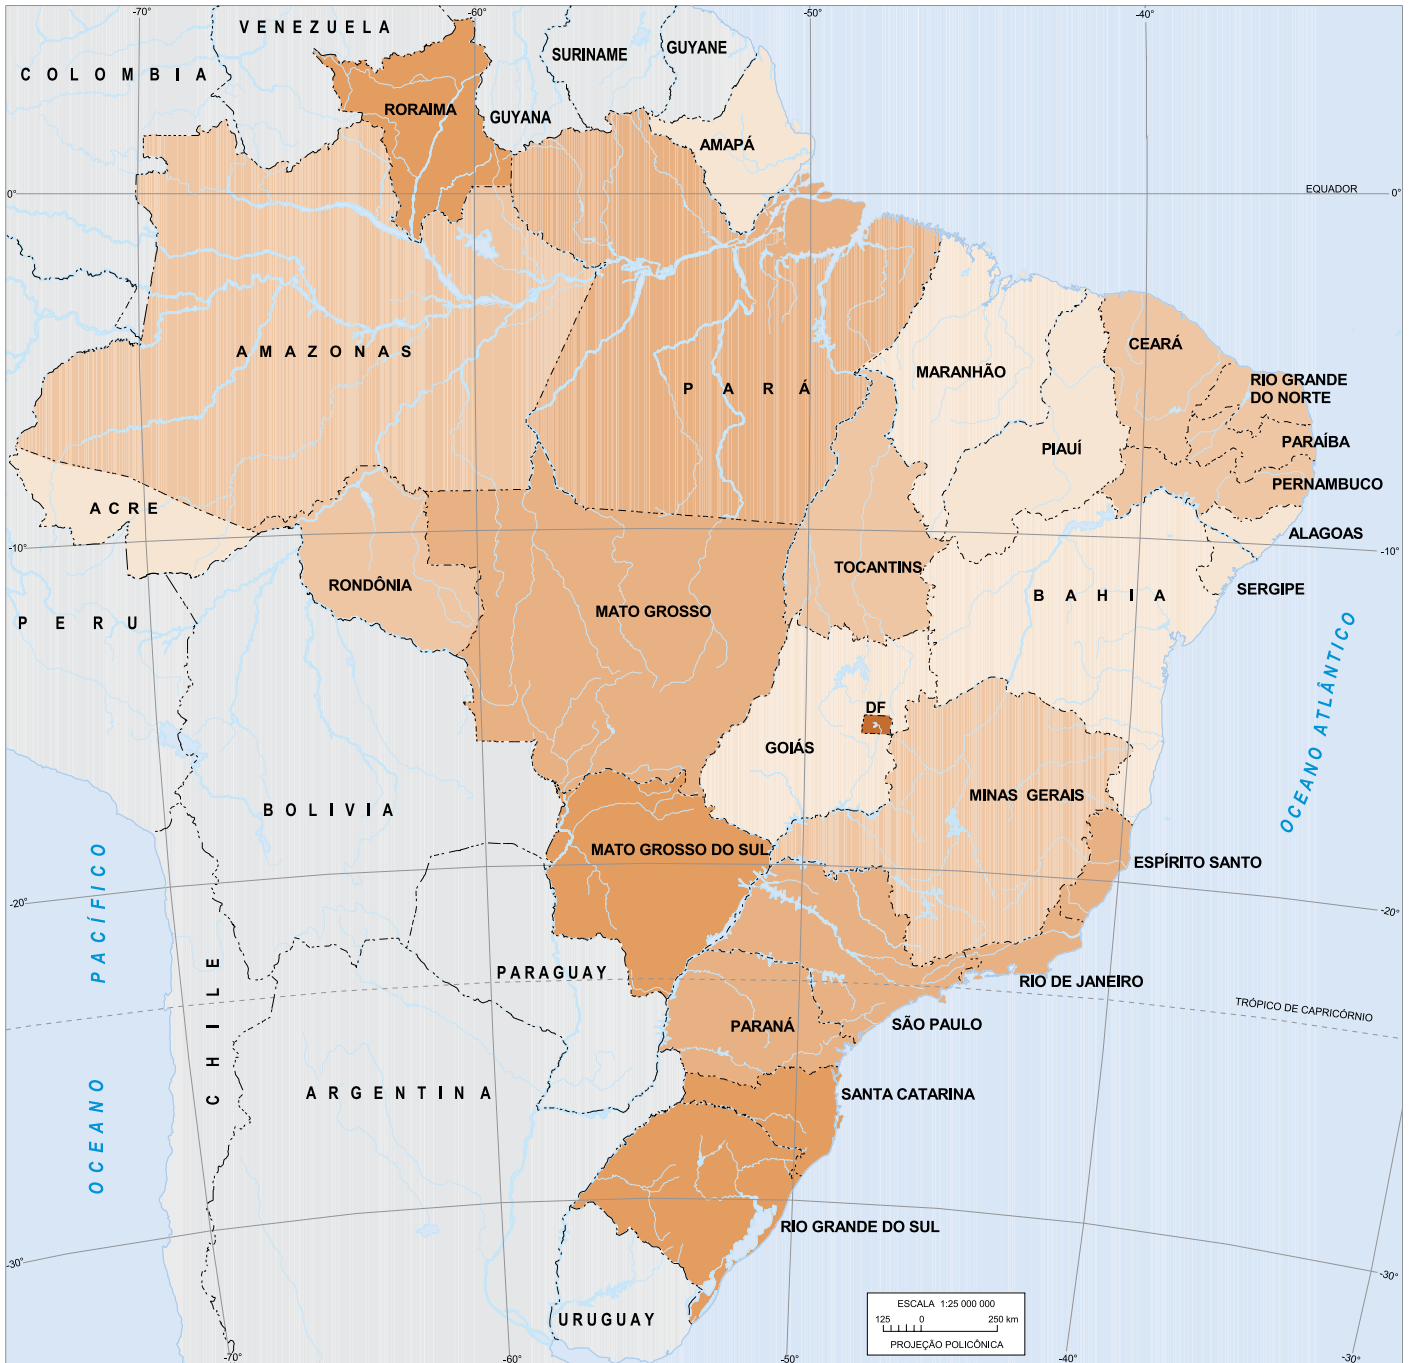 -70°
-60°
-50°
-40°
VENEZUELA
COLOMBIA
SURINAME
GUYANE
GUYANA
RORAIMA
AMAPÁ
0°
EQUADOR
0°
AMAZONAS
PARÁ
MARANHÃO
CEARÁ
RIO GRANDE
DO NORTE
PIAUÍ
PARAÍBA
PERNAMBUCO
ACRE
ALAGOAS
-10°
-10°
TOCANTINS
RONDÔNIA
BAHIA
SERGIPE
MATO GROSSO
PERU
OCEANO ATLÂNTICO
DF
GOIÁS
MINAS GERAIS
BOLIVIA
MATO GROSSO DO SUL
ESPÍRITO SANTO
-20°
-20°
OCEANO PACÍFICO
CHILE
PARAGUAY
RIO DE JANEIRO
TRÓPICO DE CAPRICÓRNIO
PARANÁ
SÃO PAULO
ARGENTINA
SANTA CATARINA
RIO GRANDE DO SUL
-30°
-30°
URUGUAY
ESCALA 1:25 000 000
125 0 250 km
PROJEÇÃO POLICÔNICA
-70°
-60°
-50°
-40°
-30°